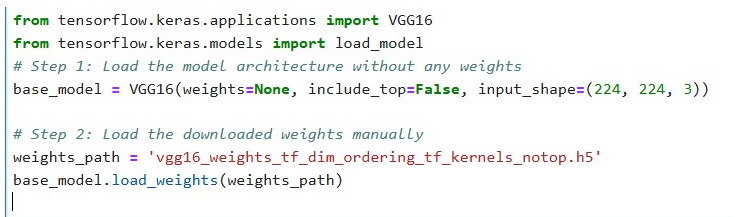 from tensorflow.keras.applications import VGG16
from tensorflow.keras.models import load_model
# Step 1: Load the model architecture without any weights
base_model = VGG16(weights=None, include_top=False, input_shape=(224, 224, 3))
# Step 2: Load the downloaded weights manually
weights_path = 'vgg16_weights_tf_dim_ordering_tf_kernels_notop.h5'
base_model.load_weights(weights_path)